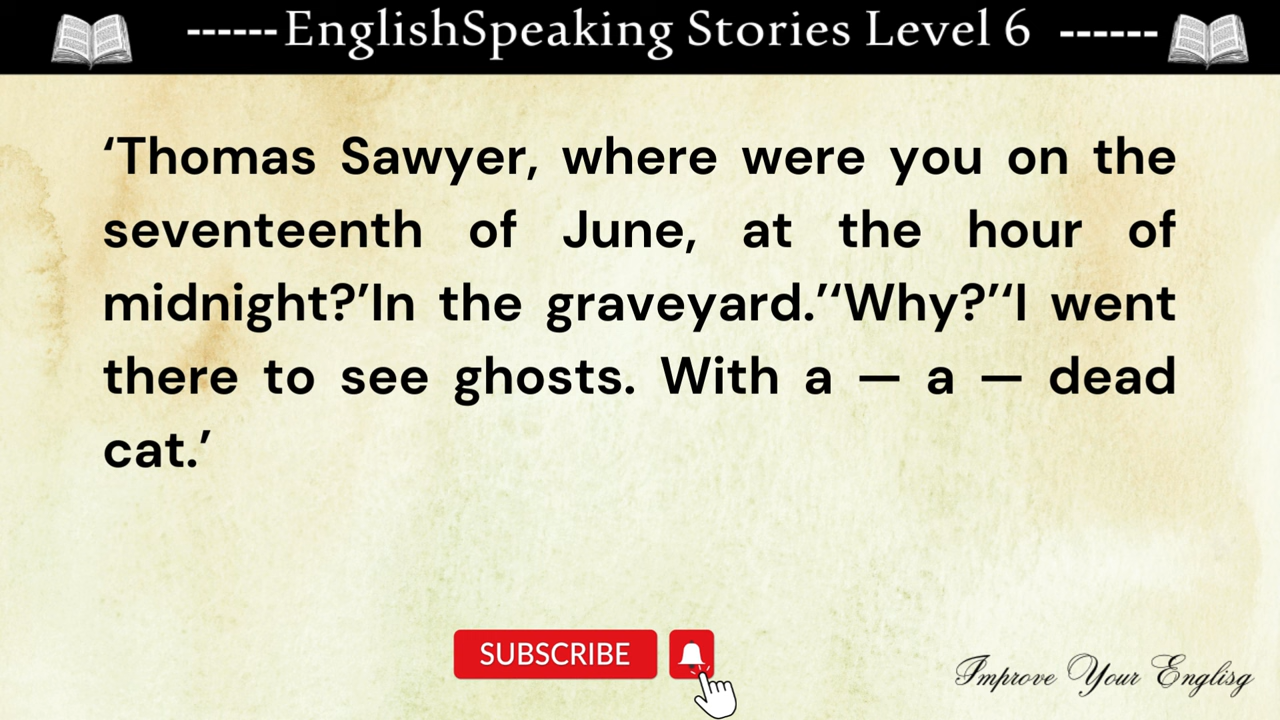 ------EnglishSpeaking Stories Level 6 ------
‘Thomas Sawyer, where were you on the
seventeenth of June, at the hour of
midnight?’In the graveyard.’‘Why?’‘I went
there to see ghosts. With a — a — dead
cat.’
SUBSCRIBE
Improve Your Englisg